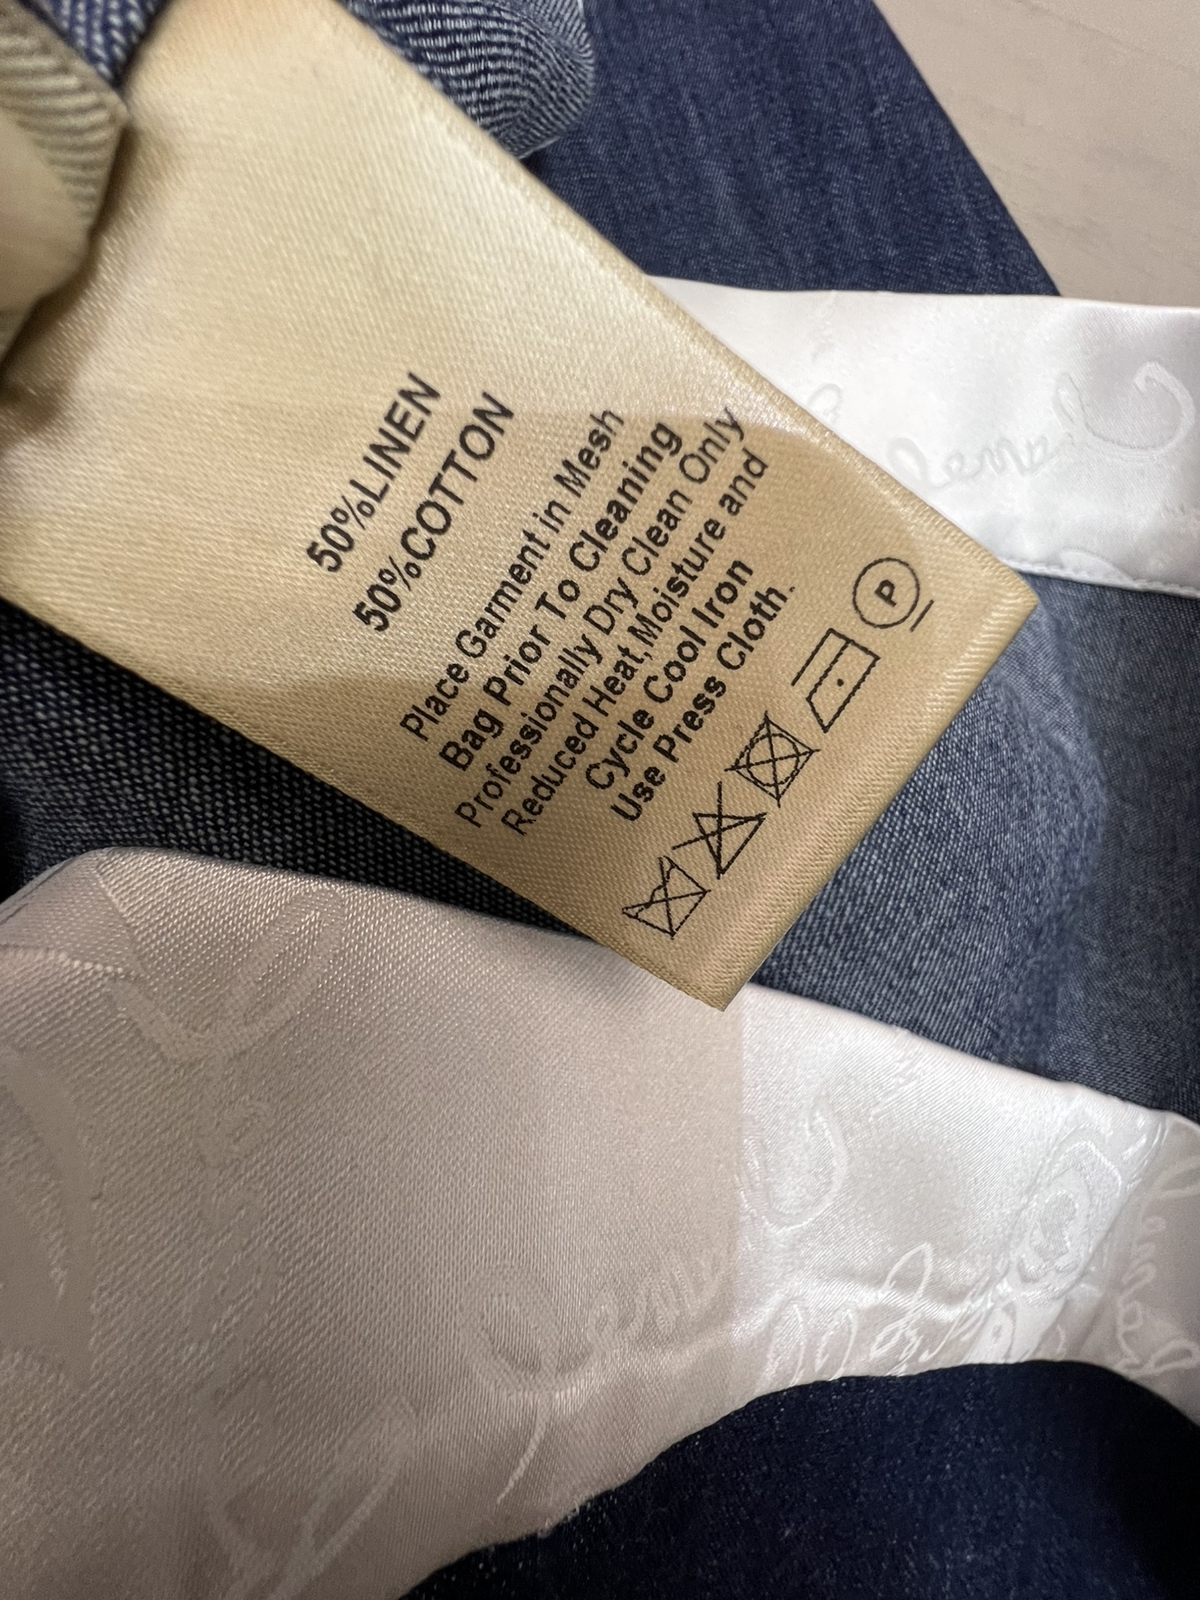 50%LINEN
50%COTTON
Place Garment in Mesh
Bag Prior To Cleaning
Professionally Dry Clean Only
Reduced Heat,Moisture and
Cycle Cool Iron
Use Press Cloth.
P
Chanel